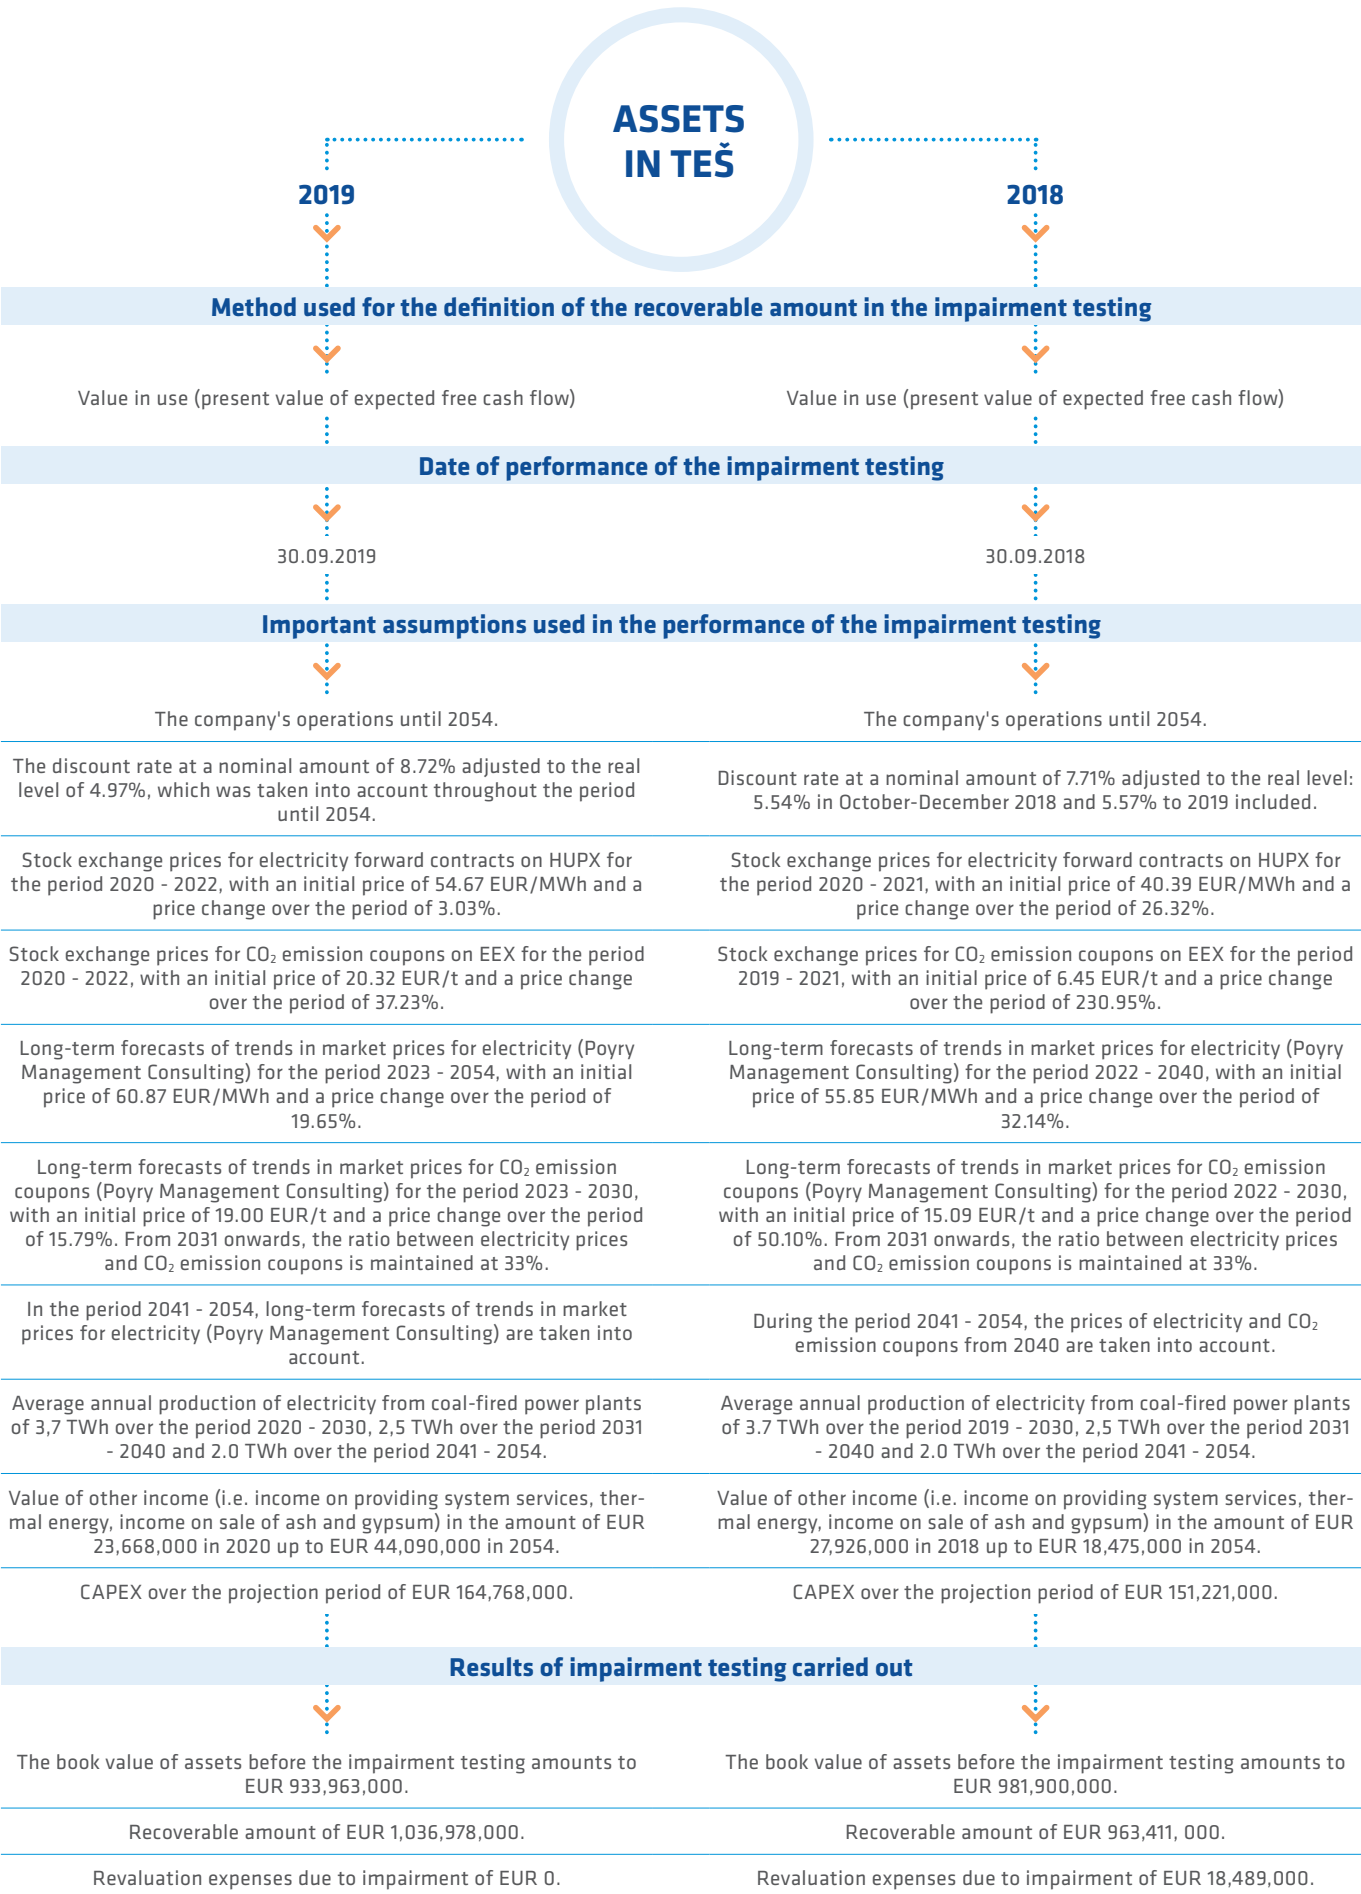 ASSETS
IN TEŠ
2019
2018
Method used for the definition of the recoverable amount in the impairment testing
Value in use (present value of expected free cash flow)
Value in use (present value of expected free cash flow)
Date of performance of the impairment testing
30.09.2019
30.09.2018
Important assumptions used in the performance of the impairment testing
The company's operations until 2054.
The company's operations until 2054.
The discount rate at a nominal amount of 8.72% adjusted to the real
level of 4.97%, which was taken into account throughout the period
until 2054.
Discount rate at a nominal amount of 7.71% adjusted to the real level:
5.54% in October-December 2018 and 5.57% to 2019 included.
Stock exchange prices for electricity forward contracts on HUPX for
the period 2020 - 2022, with an initial price of 54.67 EUR/MWh and a
price change over the period of 3.03%.
Stock exchange prices for electricity forward contracts on HUPX for
the period 2020 - 2021, with an initial price of 40.39 EUR/MWh and a
price change over the period of 26.32%.
Stock exchange prices for CO₂ emission coupons on EEX for the period
2020 - 2022, with an initial price of 20.32 EUR/t and a price change
over the period of 37.23%.
Stock exchange prices for CO₂ emission coupons on EEX for the period
2019 - 2021, with an initial price of 6.45 EUR/t and a price change
over the period of 230.95%.
Long-term forecasts of trends in market prices for electricity (Poyry
Management Consulting) for the period 2023 - 2054, with an initial
price of 60.87 EUR/MWh and a price change over the period of
19.65%.
Long-term forecasts of trends in market prices for electricity (Poyry
Management Consulting) for the period 2022 - 2040, with an initial
price of 55.85 EUR/MWh and a price change over the period of
32.14%.
Long-term forecasts of trends in market prices for CO₂ emission
coupons (Poyry Management Consulting) for the period 2023 - 2030,
with an initial price of 19.00 EUR/t and a price change over the period
of 15.79%. From 2031 onwards, the ratio between electricity prices
and CO₂ emission coupons is maintained at 33%.
Long-term forecasts of trends in market prices for CO₂ emission
coupons (Poyry Management Consulting) for the period 2022 - 2030,
with an initial price of 15.09 EUR/t and a price change over the period
of 50.10%. From 2031 onwards, the ratio between electricity prices
and CO₂ emission coupons is maintained at 33%.
In the period 2041 - 2054, long-term forecasts of trends in market
prices for electricity (Poyry Management Consulting) are taken into
account.
During the period 2041 - 2054, the prices of electricity and CO₂
emission coupons from 2040 are taken into account.
Average annual production of electricity from coal-fired power plants
of 3,7 TWh over the period 2020 - 2030, 2,5 TWh over the period 2031
- 2040 and 2.0 TWh over the period 2041 - 2054.
Average annual production of electricity from coal-fired power plants
of 3.7 TWh over the period 2019 - 2030, 2,5 TWh over the period 2031
- 2040 and 2.0 TWh over the period 2041 - 2054.
Value of other income (i.e. income on providing system services, ther-
mal energy, income on sale of ash and gypsum) in the amount of EUR
23,668,000 in 2020 up to EUR 44,090,000 in 2054.
Value of other income (i.e. income on providing system services, ther-
mal energy, income on sale of ash and gypsum) in the amount of EUR
27,926,000 in 2018 up to EUR 18,475,000 in 2054.
CAPEX over the projection period of EUR 164,768,000.
CAPEX over the projection period of EUR 151,221,000.
Results of impairment testing carried out
The book value of assets before the impairment testing amounts to
EUR 933,963,000.
The book value of assets before the impairment testing amounts to
EUR 981,900,000.
Recoverable amount of EUR 1,036,978,000.
Recoverable amount of EUR 963,411, 000.
Revaluation expenses due to impairment of EUR 0.
Revaluation expenses due to impairment of EUR 18,489,000.